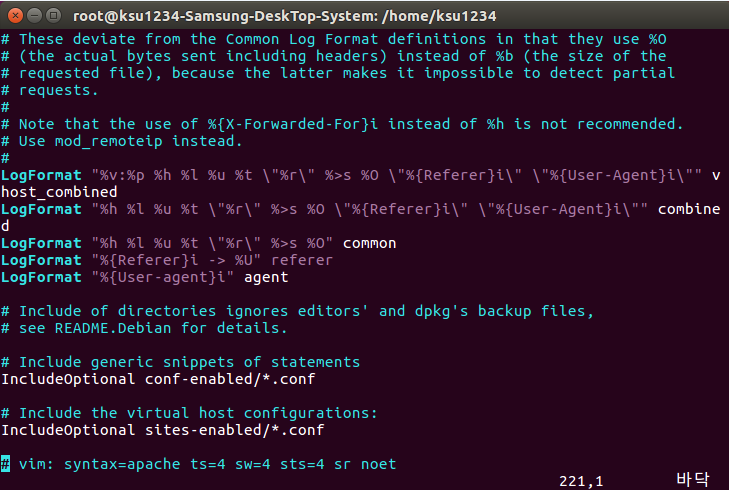 root@ksu1234-Samsung-DeskTop-System: /home/ksu1234
# These deviate from the Common Log Format definitions in that they use %O
# (the actual bytes sent including headers) instead of %b (the size of the
# requested file), because the latter makes it impossible to detect partial
# requests.
#
# Note that the use of %{X-Forwarded-For}i instead of %h is not recommended.
# Use mod_remoteip instead.
#
LogFormat "%v:%p %h %l %u %t \"%r\" %>s %O \"%{Referer}i\" \"%{User-Agent}i\"" v
host_combined
LogFormat "%h %l %u %t \"%r\" %>s %O \"%{Referer}i\" \"%{User-Agent}i\"" combine
d
LogFormat "%h %l %u %t \"%r\" %>s %O" common
LogFormat "%{Referer}i -> %U" referer
LogFormat "%{User-agent}i" agent
# Include of directories ignores editors' and dpkg's backup files,
# see README.Debian for details.
# Include generic snippets of statements
IncludeOptional conf-enabled/*.conf
# Include the virtual host configurations:
IncludeOptional sites-enabled/*.conf
# vim: syntax=apache ts=4 sw=4 sts=4 sr noet
221,1 바닥